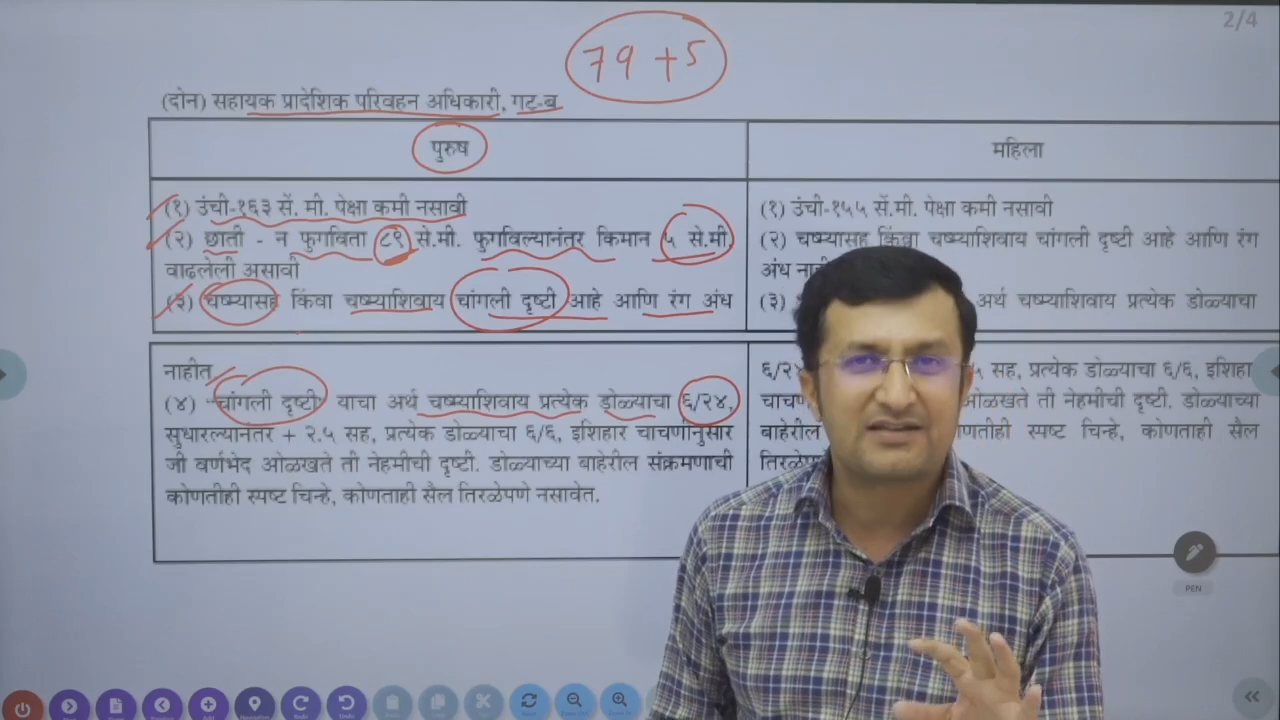 2/4
79 + 5
(दोन) सहायक प्रादेशिक परिवहन अधिकारी, गट-ब
पुरुष
(१) उंची-१६३ सें. मी. पेक्षा कमी नसावी
(२) छाती - न फुगविता ८९ से.मी. फुगविल्यानंतर किमान ५ से.मी.
वाढलेली असावी
(३) चष्म्यासह किंवा चष्म्याशिवाय चांगली दृष्टी आहे आणि रंग अंध
नाहीत
(४) चांगली दृष्टी याचा अर्थ चष्म्याशिवाय प्रत्येक डोळ्याचा ६/२४,
सुधारल्यानंतर + २.५ सह, प्रत्येक डोळ्याचा ६/६, इशिहार चाचणीनुसार
जी वर्णभेद ओळखते ती नेहमीची दृष्टी. डोळ्याच्या बाहेरील संक्रमणाची
कोणतीही स्पष्ट चिन्हे, कोणताही सैल तिरळेपणे नसावेत.
महिला
(१) उंची-१५५ सें.मी. पेक्षा कमी नसावी
(२) चष्म्यासह किंवा चष्म्याशिवाय चांगली दृष्टी आहे आणि रंग
अंध
(३) अर्थ चष्म्याशिवाय प्रत्येक डोळ्याचा
सह, प्रत्येक डोळ्याचा ६/६, इशिहा
ओळखते ती नेहमीची दृष्टी. डोळ्याच्या
बाहेरील स्पष्ट चिन्हे, कोणताही सैल
PEN